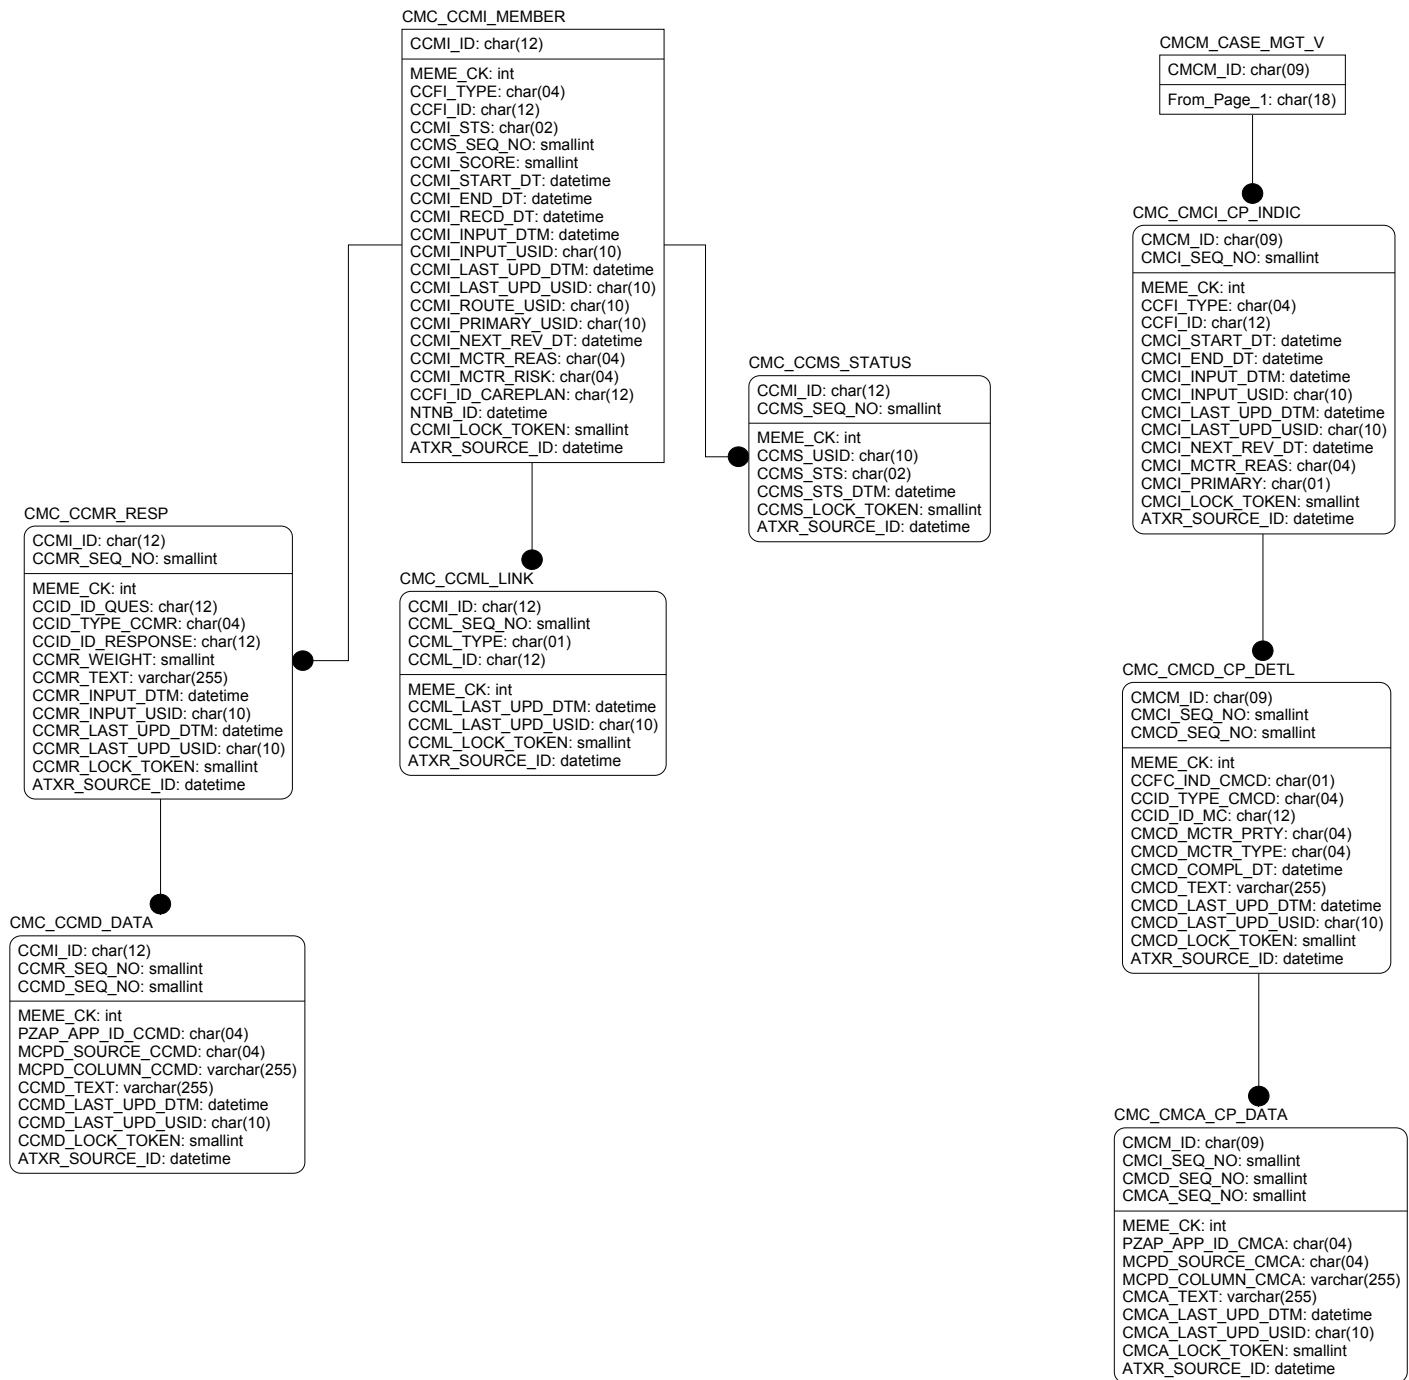 CMC_CCMI_MEMBER
CCMI_ID: char(12)
MEME_CK: int
CCFI_TYPE: char(04)
CCFI_ID: char(12)
CCMI_STS: char(02)
CCMS_SEQ_NO: smallint
CCMI_SCORE: smallint
CCMI_START_DT: datetime
CCMI_END_DT: datetime
CCMI_RECD_DT: datetime
CCMI_INPUT_DTM: datetime
CCMI_INPUT_USID: char(10)
CCMI_LAST_UPD_DTM: datetime
CCMI_LAST_UPD_USID: char(10)
CCMI_ROUTE_USID: char(10)
CCMI_PRIMARY_USID: char(10)
CCMI_NEXT_REV_DT: datetime
CCMI_MCTR_REAS: char(04)
CCMI_MCTR_RISK: char(04)
CCFI_ID_CAREPLAN: char(12)
NTNB_ID: datetime
CCMI_LOCK_TOKEN: smallint
ATXR_SOURCE_ID: datetime
CMC_CCMS_STATUS
CCMI_ID: char(12)
CCMS_SEQ_NO: smallint
MEME_CK: int
CCMS_USID: char(10)
CCMS_STS: char(02)
CCMS_STS_DTM: datetime
CCMS_LOCK_TOKEN: smallint
ATXR_SOURCE_ID: datetime
CMC_CCMR_RESP
CCMI_ID: char(12)
CCMR_SEQ_NO: smallint
MEME_CK: int
CCID_ID_QUES: char(12)
CCID_TYPE_CCMR: char(04)
CCID_ID_RESPONSE: char(12)
CCMR_WEIGHT: smallint
CCMR_TEXT: varchar(255)
CCMR_INPUT_DTM: datetime
CCMR_INPUT_USID: char(10)
CCMR_LAST_UPD_DTM: datetime
CCMR_LAST_UPD_USID: char(10)
CCMR_LOCK_TOKEN: smallint
ATXR_SOURCE_ID: datetime
CMC_CCML_LINK
CCMI_ID: char(12)
CCML_SEQ_NO: smallint
CCML_TYPE: char(01)
CCML_ID: char(12)
MEME_CK: int
CCML_LAST_UPD_DTM: datetime
CCML_LAST_UPD_USID: char(10)
CCML_LOCK_TOKEN: smallint
ATXR_SOURCE_ID: datetime
CMC_CCMD_DATA
CCMI_ID: char(12)
CCMR_SEQ_NO: smallint
CCMD_SEQ_NO: smallint
MEME_CK: int
PZAP_APP_ID_CCMD: char(04)
MCPD_SOURCE_CCMD: char(04)
MCPD_COLUMN_CCMD: varchar(255)
CCMD_TEXT: varchar(255)
CCMD_LAST_UPD_DTM: datetime
CCMD_LAST_UPD_USID: char(10)
CCMD_LOCK_TOKEN: smallint
ATXR_SOURCE_ID: datetime
CMCM_CASE_MGT_V
CMCM_ID: char(09)
From_Page_1: char(18)
CMC_CMCI_CP_INDIC
CMCM_ID: char(09)
CMCI_SEQ_NO: smallint
MEME_CK: int
CCFI_TYPE: char(04)
CCFI_ID: char(12)
CMCI_START_DT: datetime
CMCI_END_DT: datetime
CMCI_INPUT_DTM: datetime
CMCI_INPUT_USID: char(10)
CMCI_LAST_UPD_DTM: datetime
CMCI_LAST_UPD_USID: char(10)
CMCI_NEXT_REV_DT: datetime
CMCI_MCTR_REAS: char(04)
CMCI_PRIMARY: char(01)
CMCI_LOCK_TOKEN: smallint
ATXR_SOURCE_ID: datetime
CMC_CMCD_CP_DETL
CMCM_ID: char(09)
CMCI_SEQ_NO: smallint
CMCD_SEQ_NO: smallint
MEME_CK: int
CCFC_IND_CMCD: char(01)
CCID_TYPE_CMCD: char(04)
CCID_ID_MC: char(12)
CMCD_MCTR_PRTY: char(04)
CMCD_MCTR_TYPE: char(04)
CMCD_COMPL_DT: datetime
CMCD_TEXT: varchar(255)
CMCD_LAST_UPD_DTM: datetime
CMCD_LAST_UPD_USID: char(10)
CMCD_LOCK_TOKEN: smallint
ATXR_SOURCE_ID: datetime
CMC_CMCA_CP_DATA
CMCM_ID: char(09)
CMCI_SEQ_NO: smallint
CMCD_SEQ_NO: smallint
CMCA_SEQ_NO: smallint
MEME_CK: int
PZAP_APP_ID_CMCA: char(04)
MCPD_SOURCE_CMCA: char(04)
MCPD_COLUMN_CMCA: varchar(255)
CMCA_TEXT: varchar(255)
CMCA_LAST_UPD_DTM: datetime
CMCA_LAST_UPD_USID: char(10)
CMCA_LOCK_TOKEN: smallint
ATXR_SOURCE_ID: datetime